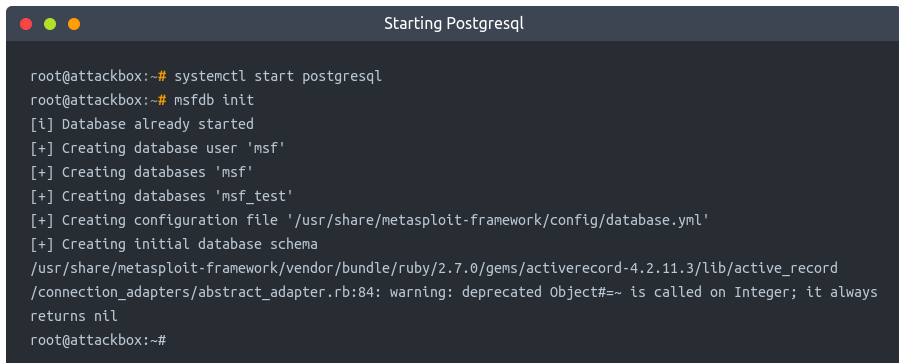 Starting Postgresql
root@attackbox:~# systemctl start postgresql
root@attackbox:~# msfdb init
[i] Database already started
[+] Creating database user 'msf'
[+] Creating databases 'msf'
[+] Creating databases 'msf_test'
[+] Creating configuration file '/usr/share/metasploit-framework/config/database.yml'
[+] Creating initial database schema
/usr/share/metasploit-framework/vendor/bundle/ruby/2.7.0/gems/activerecord-4.2.11.3/lib/active_record
/connection_adapters/abstract_adapter.rb:84: warning: deprecated Object#=~ is called on Integer; it always
returns nil
root@attackbox:~#